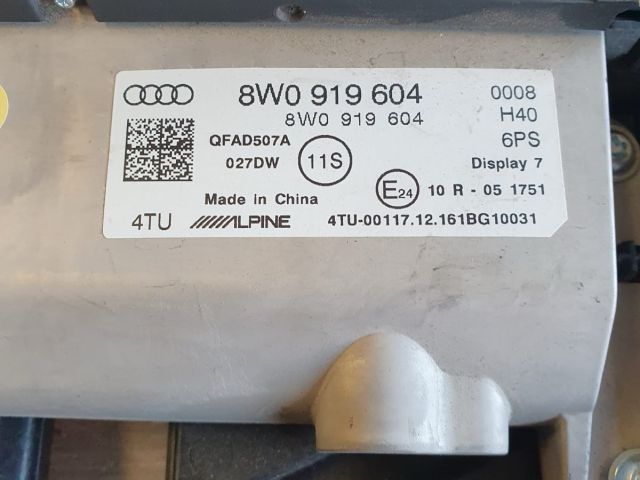 8W0 919 604 0008
8W0 919 604 H40
QFAD507A 6PS
027DW 11S Display 7
E24 10 R - 05 1751
Made in China
4TU ALPINE 4TU-00117.12.161BG10031